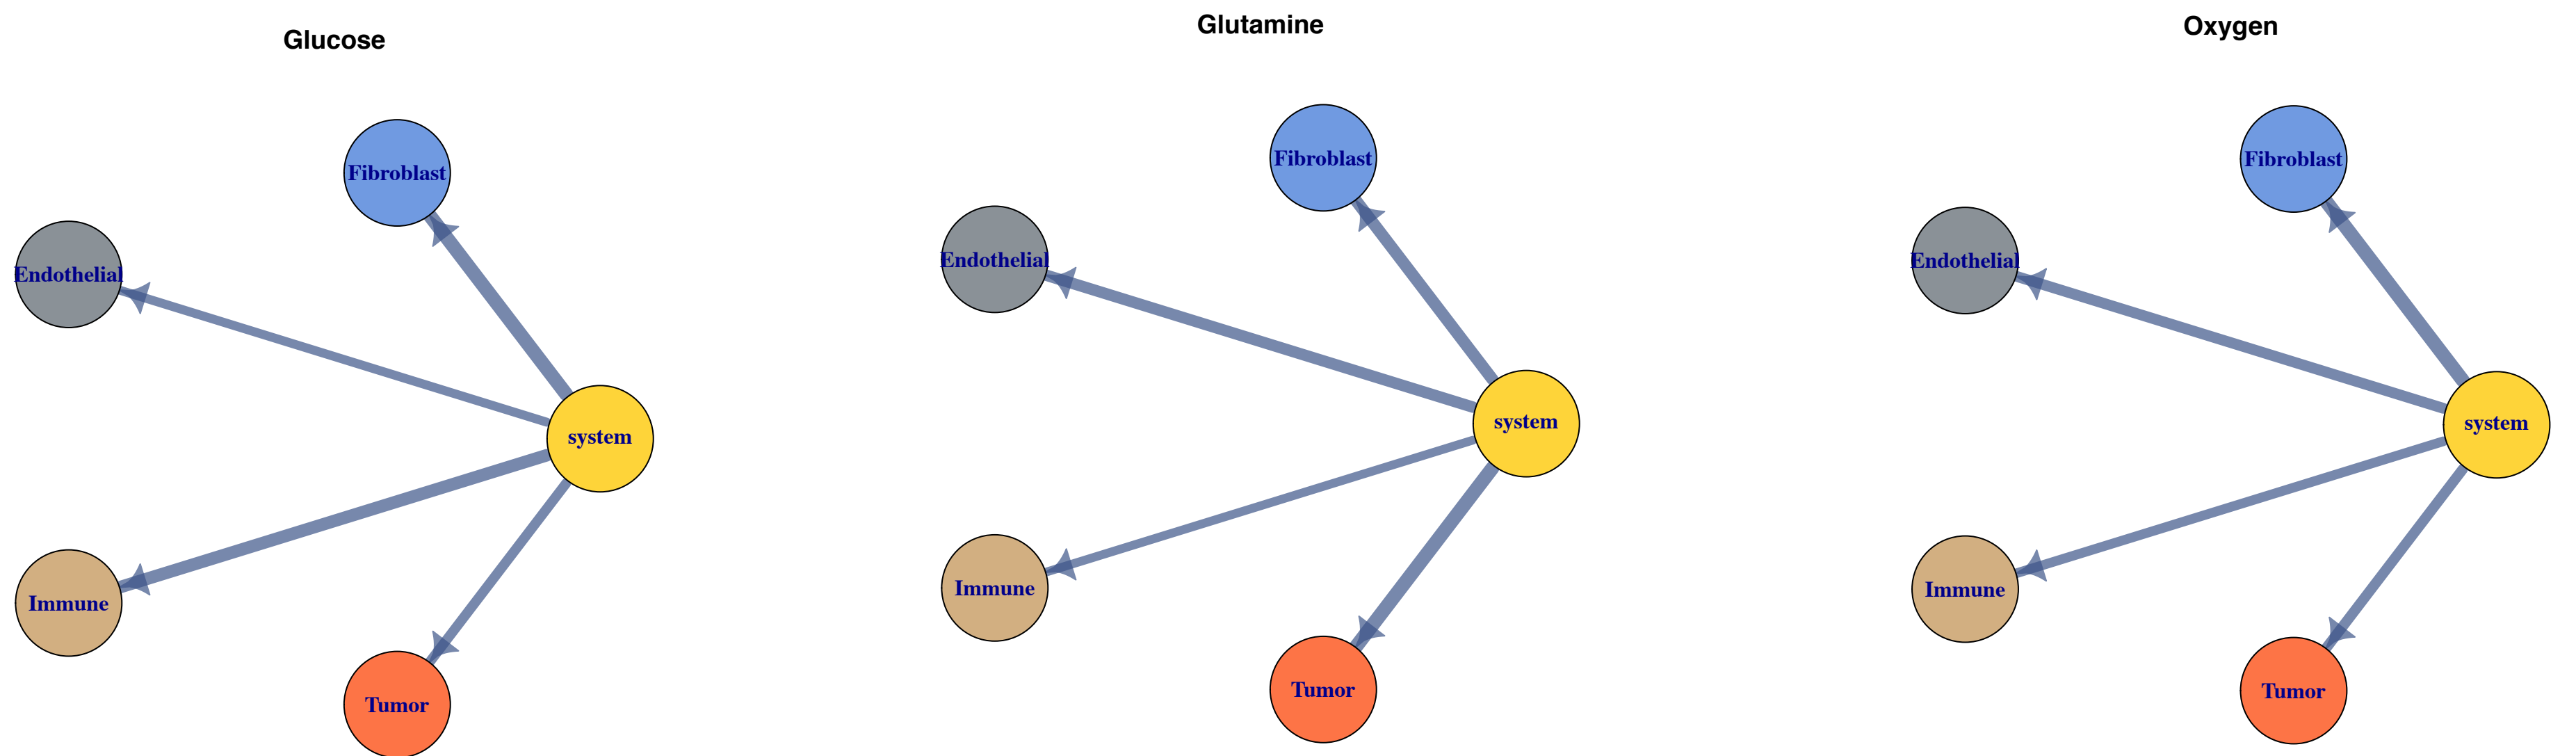 Glucose
Fibroblast
Endothelial
system
Immune
Tumor
Glutamine
Fibroblast
Endothelial
system
Immune
Tumor
Oxygen
Fibroblast
Endothelial
system
Immune
Tumor